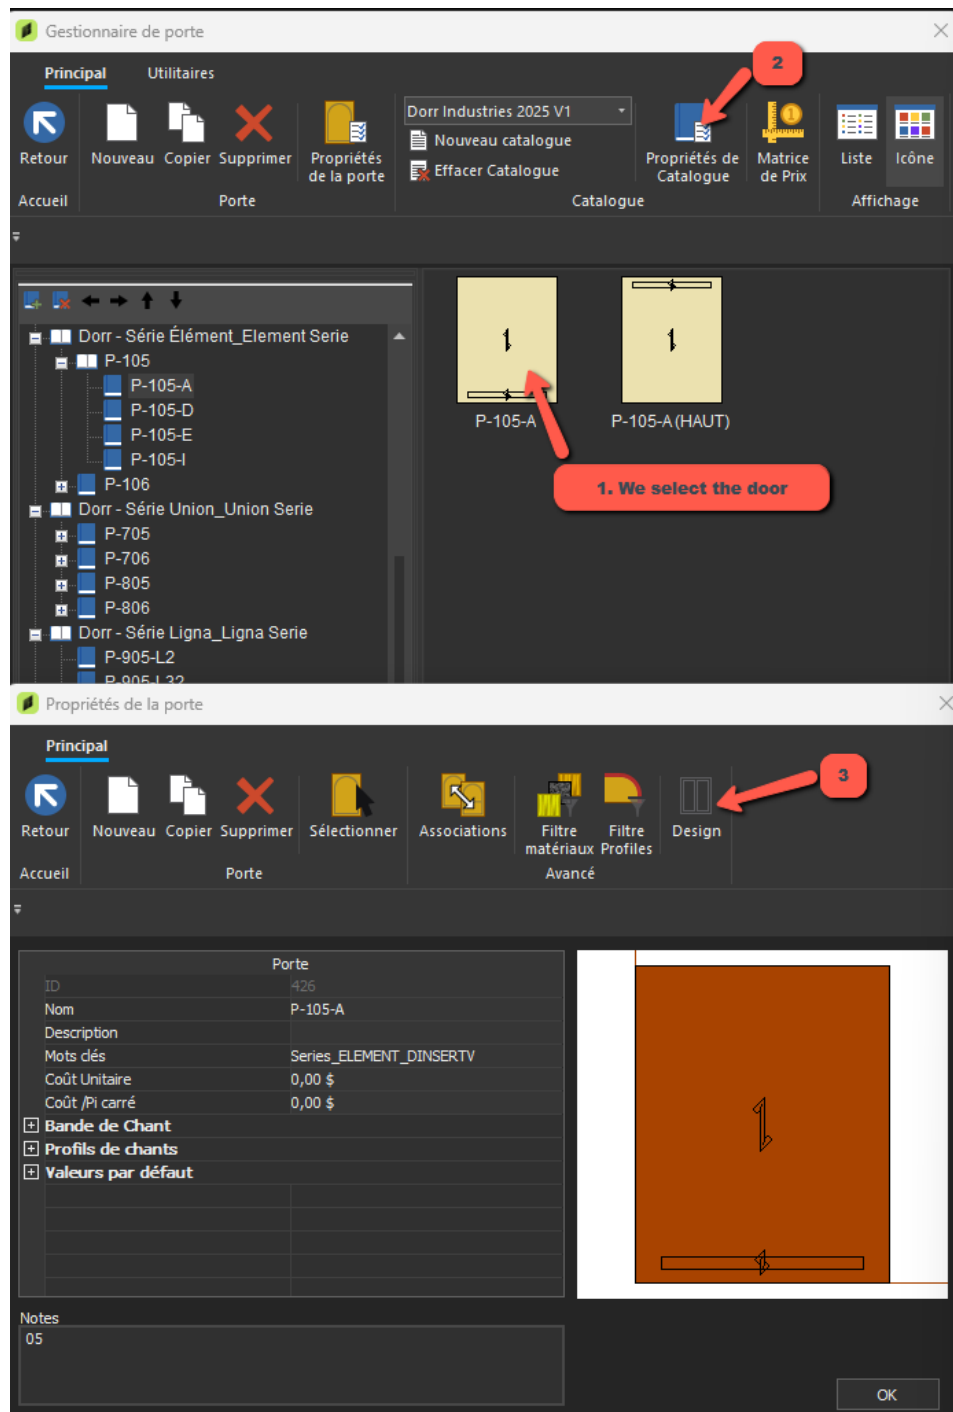 Gestionnaire de porte
2
Principal Utilitaires
Dorr Industries 2025 V1
Nouveau catalogue
Effacer Catalogue
Retour Nouveau Copier Supprimer Propriétés de la porte Propriétés de Catalogue Matrice de Prix Liste Icône
Accueil Porte Catalogue Affichage
Dorr - Série Élément_Element Serie
P-105
P-105-A
P-105-D
P-105-E
P-105-I
P-106
Dorr - Série Union_Union Serie
P-705
P-706
P-805
P-806
Dorr - Série Ligna_Ligna Serie
P-905-L2
P-905-L32
P-105-A P-105-A (HAUT)
1. We select the door
Propriétés de la porte
Principal
3
Retour Nouveau Copier Supprimer Sélectionner Associations Filtre matériaux Filtre Profiles Design
Accueil Porte Avancé
Porte
ID 426
Nom P-105-A
Description
Mots clés Series_ELEMENT_DINSERTV
Coût Unitaire 0,00 $
Coût /Pi carré 0,00 $
Bande de Chant
Profils de chants
Valeurs par défaut
Notes
05
OK